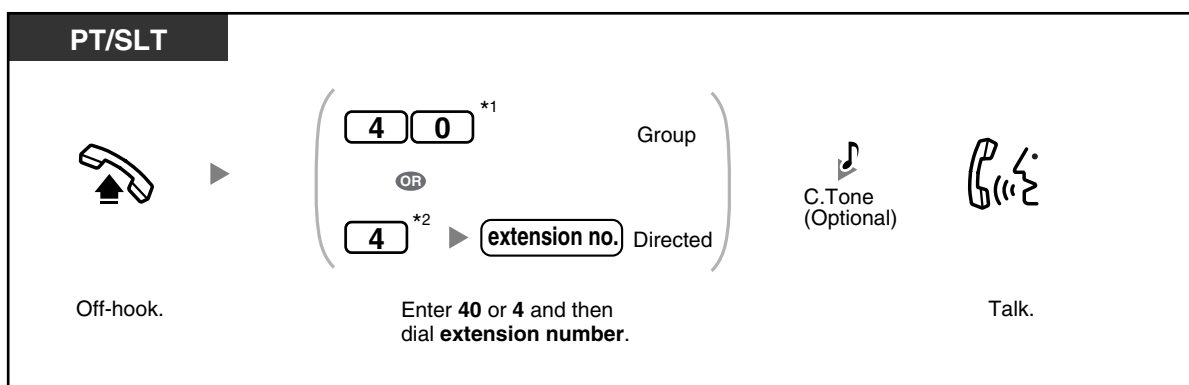 PT/SLT
4 0 *1 Group
OR
4 *2 extension no. Directed
C.Tone
(Optional)
Off-hook.
Enter 40 or 4 and then
dial extension number.
Talk.